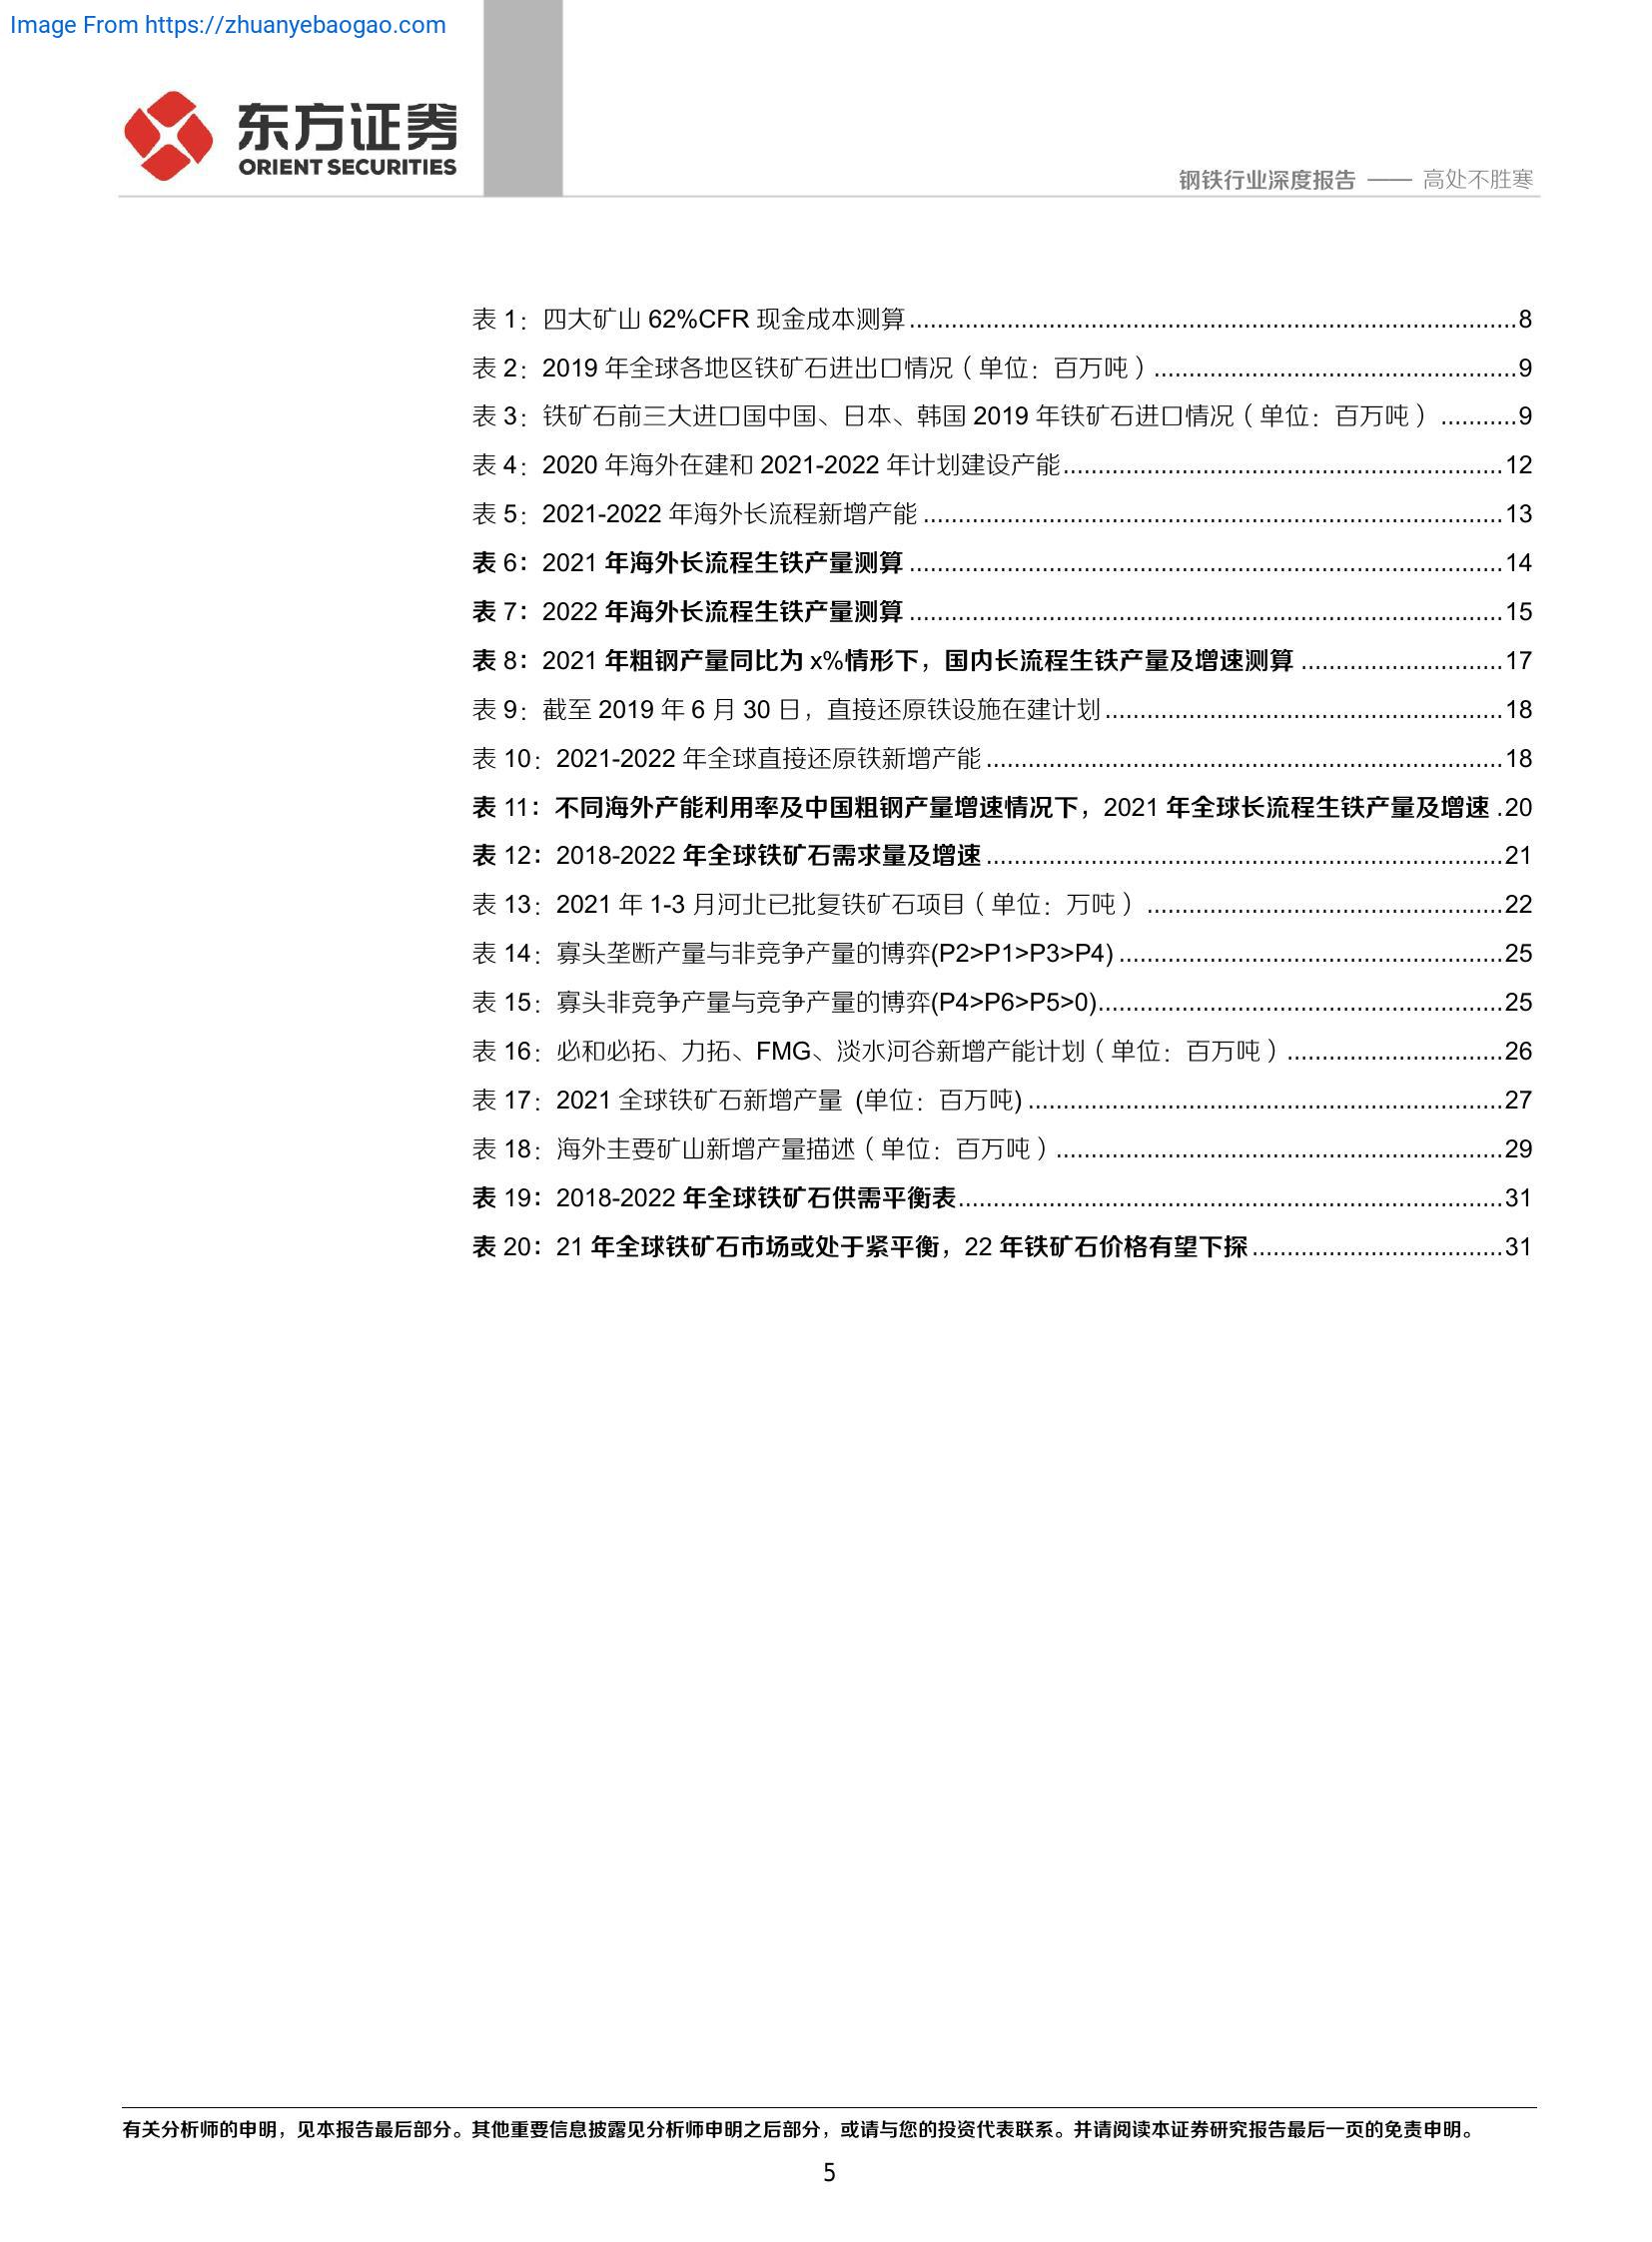 Image From https://zhuanyebaogao.com
东方证券
ORIENT SECURITIES
钢铁行业深度报告 —— 高处不胜寒
表 1：四大矿山 62%CFR 现金成本测算........................................................................................8
表 2：2019 年全球各地区铁矿石进出口情况（单位：百万吨）....................................................9
表 3：铁矿石前三大进口国中国、日本、韩国 2019 年铁矿石进口情况（单位：百万吨） ...........9
表 4：2020 年海外在建和 2021-2022 年计划建设产能...............................................................12
表 5：2021-2022 年海外长流程新增产能 ...................................................................................13
表 6：2021 年海外长流程生铁产量测算 .....................................................................................14
表 7：2022 年海外长流程生铁产量测算 .....................................................................................15
表 8：2021 年粗钢产量同比为 x%情形下，国内长流程生铁产量及增速测算 .............................17
表 9：截至 2019 年 6 月 30 日，直接还原铁设施在建计划.........................................................18
表 10：2021-2022 年全球直接还原铁新增产能..........................................................................18
表 11：不同海外产能利用率及中国粗钢产量增速情况下，2021 年全球长流程生铁产量及增速 .20
表 12：2018-2022 年全球铁矿石需求量及增速..........................................................................21
表 13：2021 年 1-3 月河北已批复铁矿石项目（单位：万吨） ...................................................22
表 14：寡头垄断产量与非竞争产量的博弈(P2>P1>P3>P4) .......................................................25
表 15：寡头非竞争产量与竞争产量的博弈(P4>P6>P5>0)..........................................................25
表 16：必和必拓、力拓、FMG、淡水河谷新增产能计划（单位：百万吨）...............................26
表 17：2021 全球铁矿石新增产量 (单位：百万吨) ....................................................................27
表 18：海外主要矿山新增产量描述（单位：百万吨）................................................................29
表 19：2018-2022 年全球铁矿石供需平衡表..............................................................................31
表 20：21 年全球铁矿石市场或处于紧平衡，22 年铁矿石价格有望下探....................................31
有关分析师的申明，见本报告最后部分。其他重要信息披露见分析师申明之后部分，或请与您的投资代表联系。并请阅读本证券研究报告最后一页的免责申明。
5